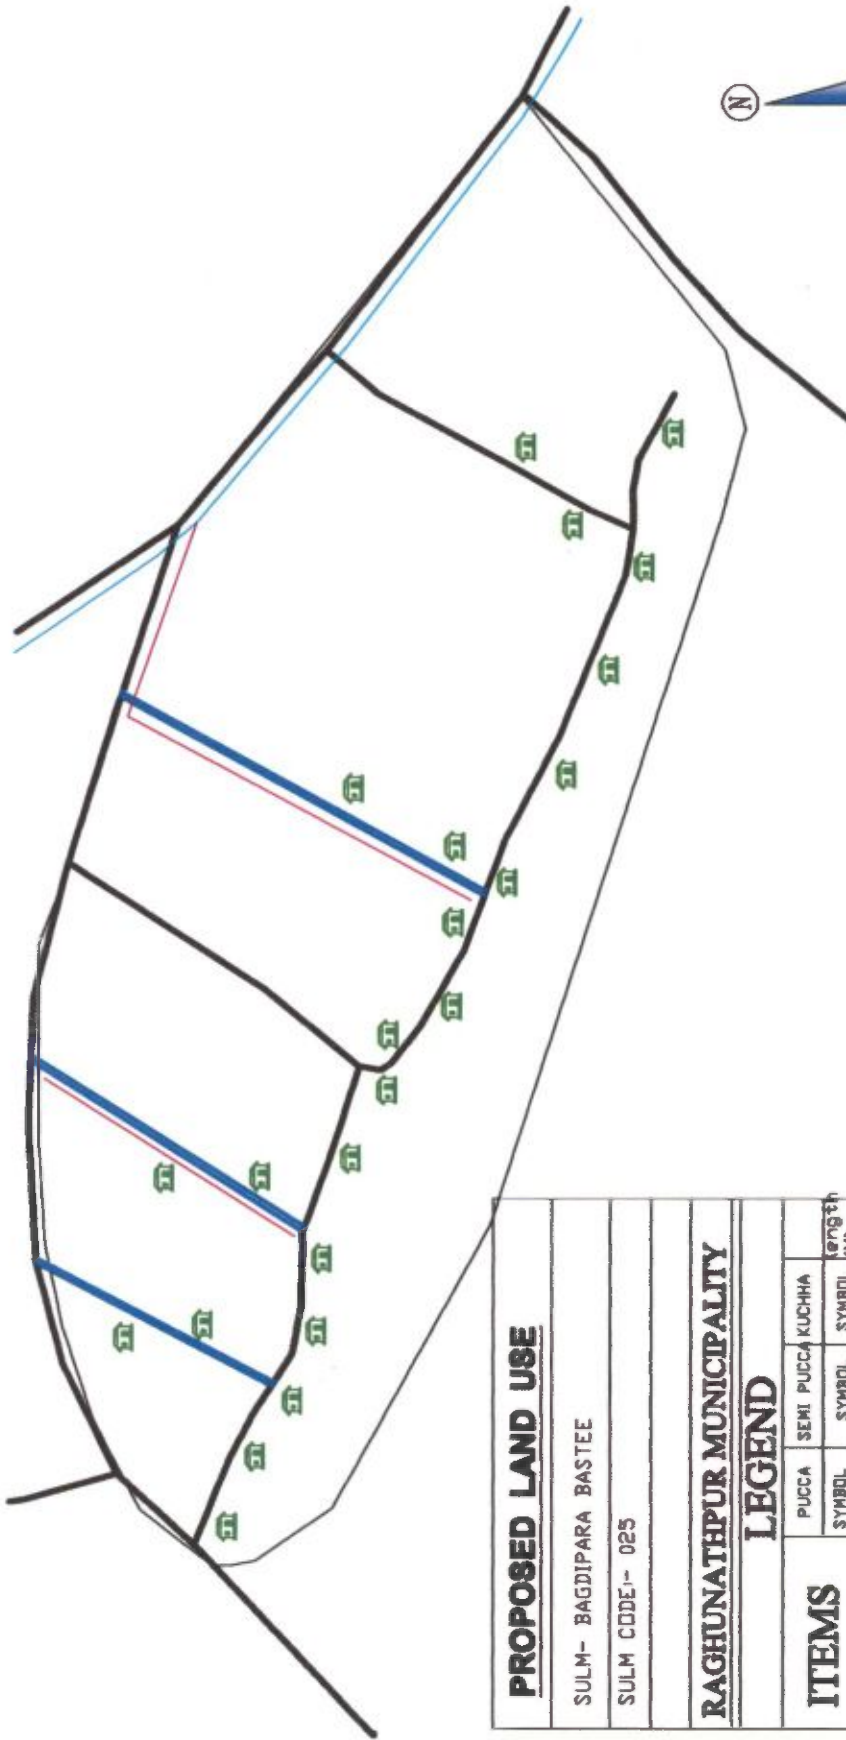 N
PROPOSED LAND USE
SULM- BAGDIPARA BASTEE
SULM CODE:- 025
RAGHUNATHPUR MUNICIPALITY
LEGEND
ITEMS PUCCA SEMI PUCCA KUCHHA
SYMBOL SYMBOL SYMBOL length